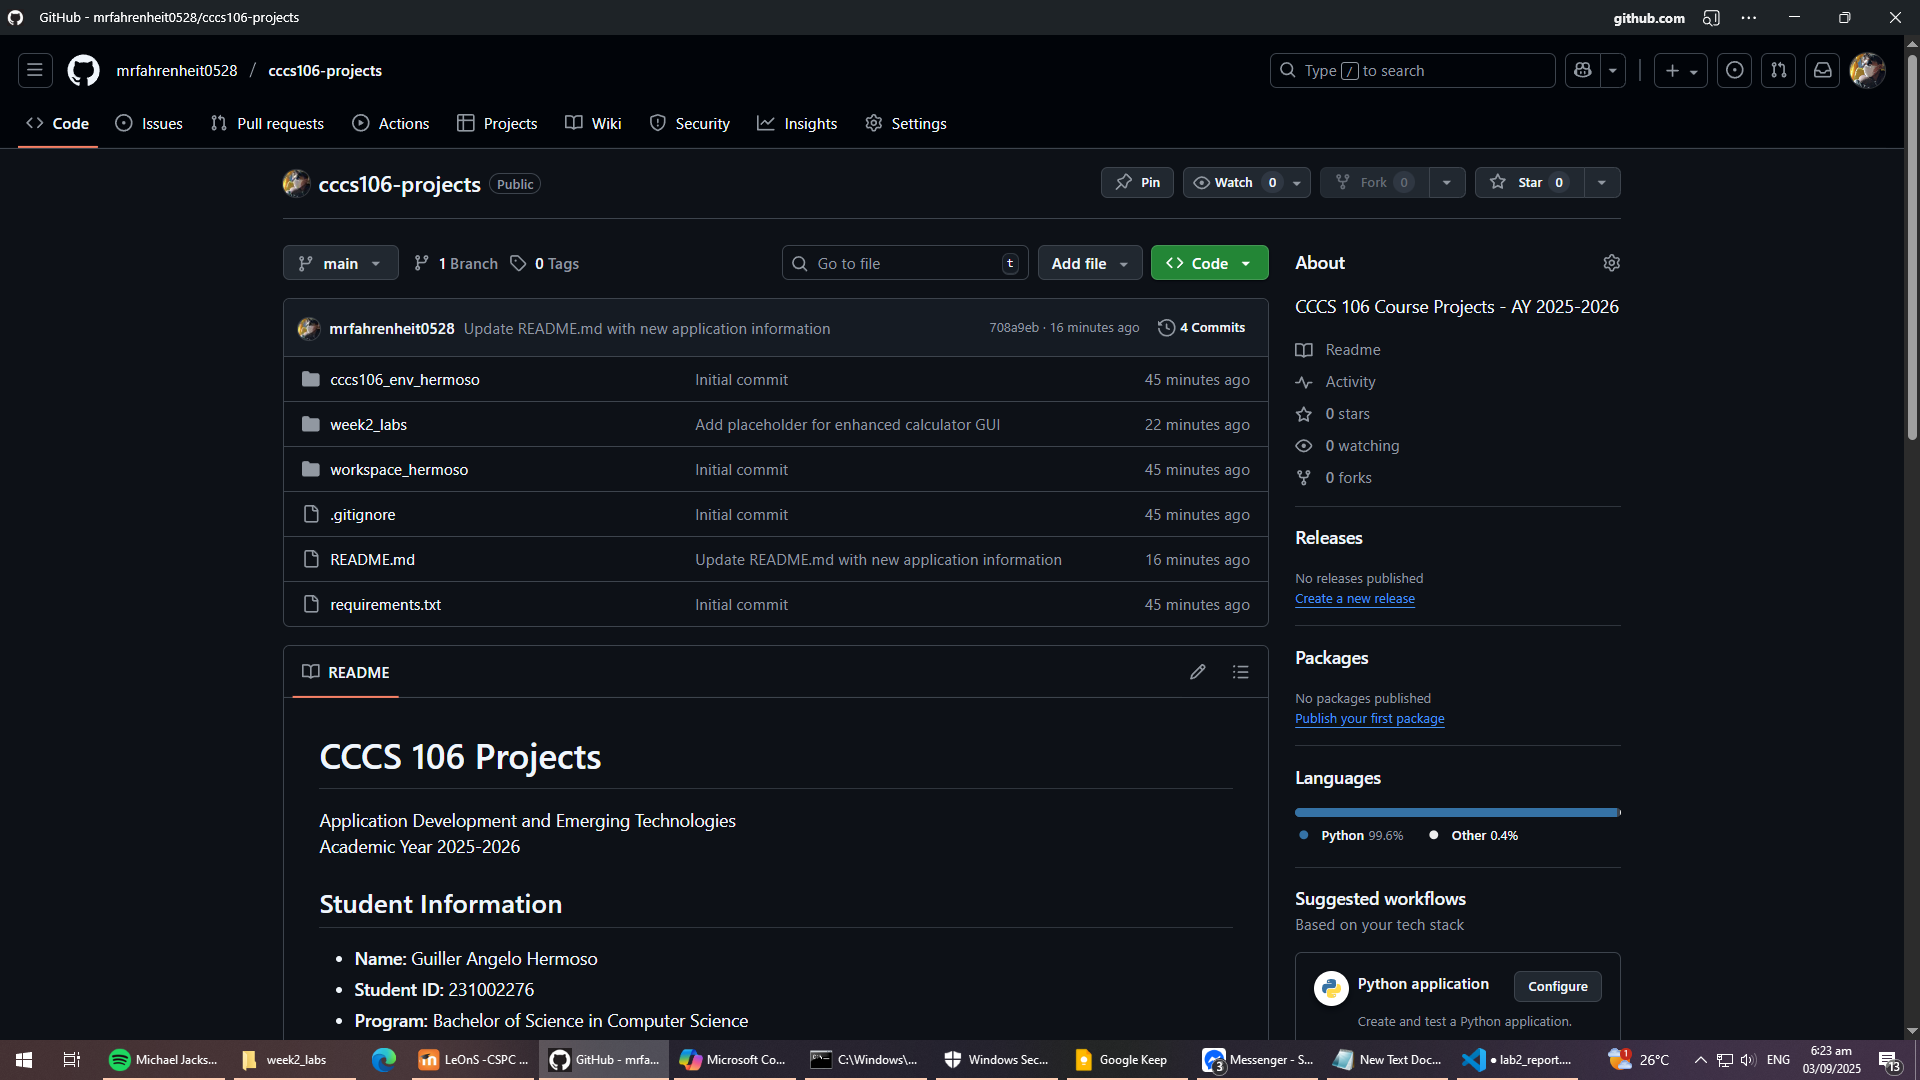 GitHub - mrfahrenheit0528/cccs106-projects
github.com
mrfahrenheit0528 / cccs106-projects
Type / to search
Code
Issues
Pull requests
Actions
Projects
Wiki
Security
Insights
Settings
cccs106-projects
Public
Pin
Watch 0
Fork 0
Star 0
main
1 Branch
0 Tags
Go to file
t
Add file
Code
mrfahrenheit0528 Update README.md with new application information
708a9eb · 16 minutes ago
4 Commits
cccs106_env_hermoso Initial commit 45 minutes ago
week2_labs Add placeholder for enhanced calculator GUI 22 minutes ago
workspace_hermoso Initial commit 45 minutes ago
.gitignore Initial commit 45 minutes ago
README.md Update README.md with new application information 16 minutes ago
requirements.txt Initial commit 45 minutes ago
README
CCCS 106 Projects
Application Development and Emerging Technologies
Academic Year 2025-2026
Student Information
• Name: Guiller Angelo Hermoso
• Student ID: 231002276
• Program: Bachelor of Science in Computer Science
About
CCCS 106 Course Projects - AY 2025-2026
Readme
Activity
0 stars
0 watching
0 forks
Releases
No releases published
Create a new release
Packages
No packages published
Publish your first package
Languages
Python 99.6%
Other 0.4%
Suggested workflows
Based on your tech stack
Python application
Configure
Create and test a Python application.
Michael Jacks...
week2_labs
LeOnS -CSPC ...
GitHub - mrfa...
Microsoft Co...
C:\Windows\...
Windows Sec...
Google Keep
3
Messenger - S...
New Text Doc...
● lab2_report....
1
26°C
ENG
6:23 am
03/09/2025
13